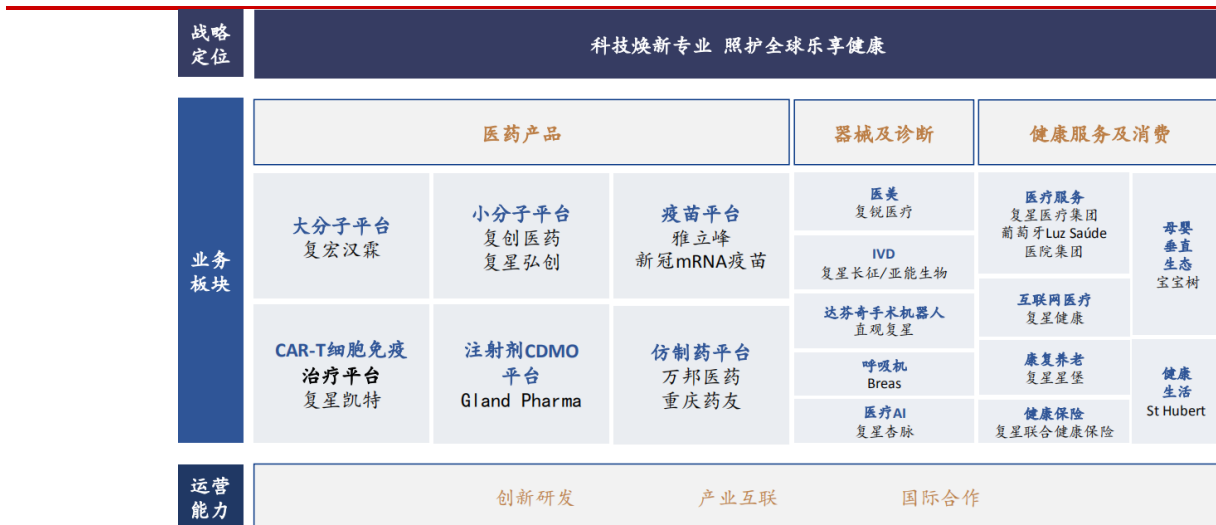 战略
定位
科技焕新专业 照护全球乐享健康
业务
板块
医药产品
器械及诊断
健康服务及消费
大分子平台
复宏汉霖
小分子平台
复创医药
复星弘创
疫苗平台
雅立峰
新冠mRNA疫苗
CAR-T细胞免疫
治疗平台
复星凯特
注射剂CDMO
平台
Gland Pharma
仿制药平台
万邦医药
重庆药友
医美
复锐医疗
IVD
复星长征/亚能生物
达芬奇手术机器人
直观复星
呼吸机
Breas
医疗AI
复星杏脉
医疗服务
复星医疗集团
葡萄牙Luz Saúde
医院集团
互联网医疗
复星健康
康复养老
复星星堡
健康保险
复星联合健康保险
母婴
垂直
生态
宝宝树
健康
生活
St Hubert
运营
能力
创新研发
产业互联
国际合作